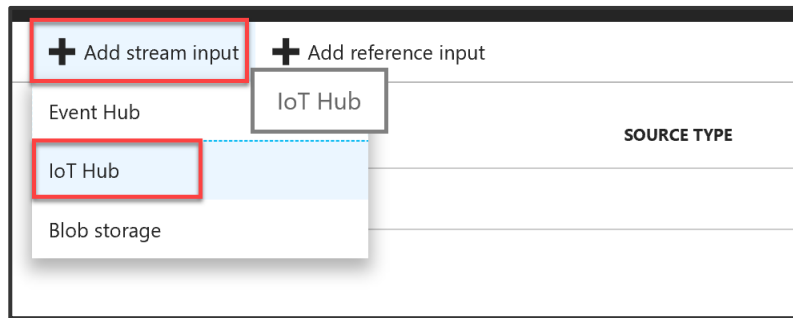 Add stream input
Add reference input
Event Hub
IoT Hub
SOURCE TYPE
IoT Hub
Blob storage